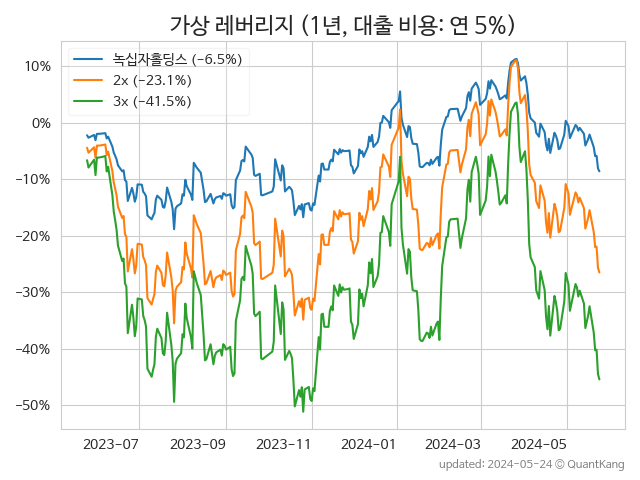 가상 레버리지 (1년, 대출 비용: 연 5%)
녹십자홀딩스 (−6.5%)
2x (−23.1%)
3x (−41.5%)
10%
0%
−10%
−20%
−30%
−40%
−50%
2023-07 2023-09 2023-11 2024-01 2024-03 2024-05
updated: 2024-05-24 © QuantKang